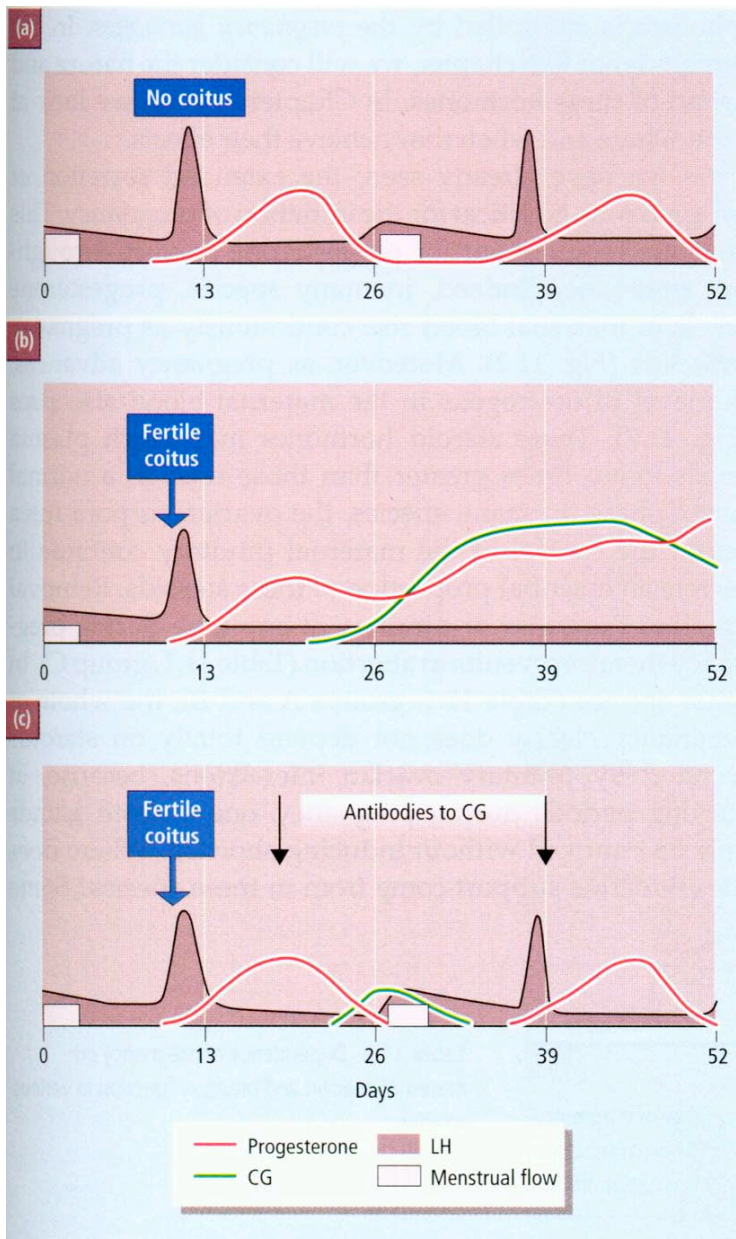 (a)
No coitus
0 13 26 39 52
(b)
Fertile
coitus
0 13 26 39 52
(c)
Fertile
coitus
Antibodies to CG
0 13 26 39 52
Days
Progesterone LH
CG Menstrual flow